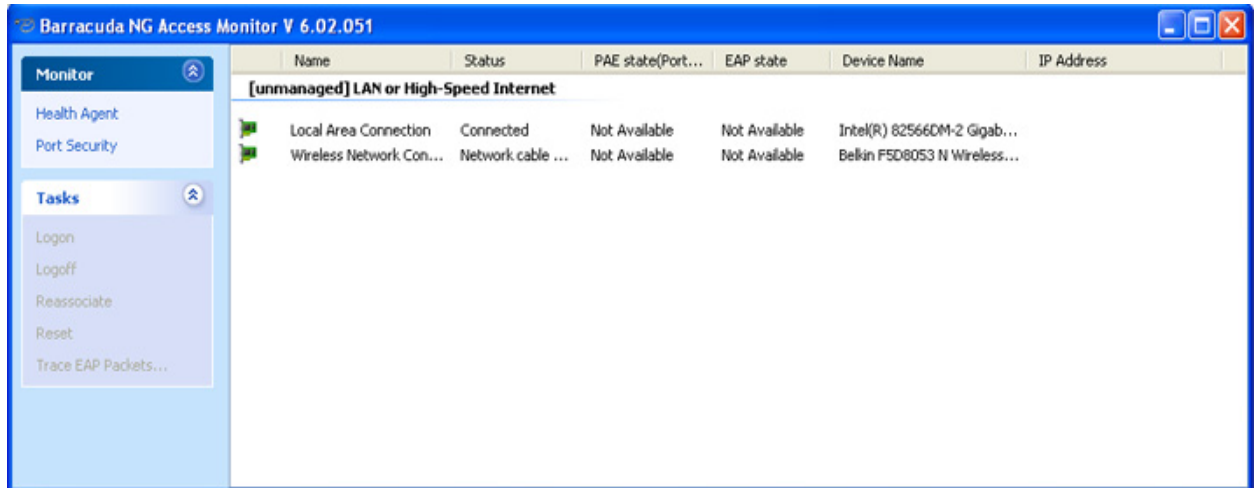 Barracuda NG Access Monitor V 6.02.051
Monitor
Health Agent
Port Security
Tasks
Logon
Logoff
Reassociate
Reset
Trace EAP Packets...
Name Status PAE state(Port... EAP state Device Name IP Address
[unmanaged] LAN or High-Speed Internet
Local Area Connection Connected Not Available Not Available Intel(R) 82566DM-2 Gigab...
Wireless Network Con... Network cable ... Not Available Not Available Belkin F5D8053 N Wireless...